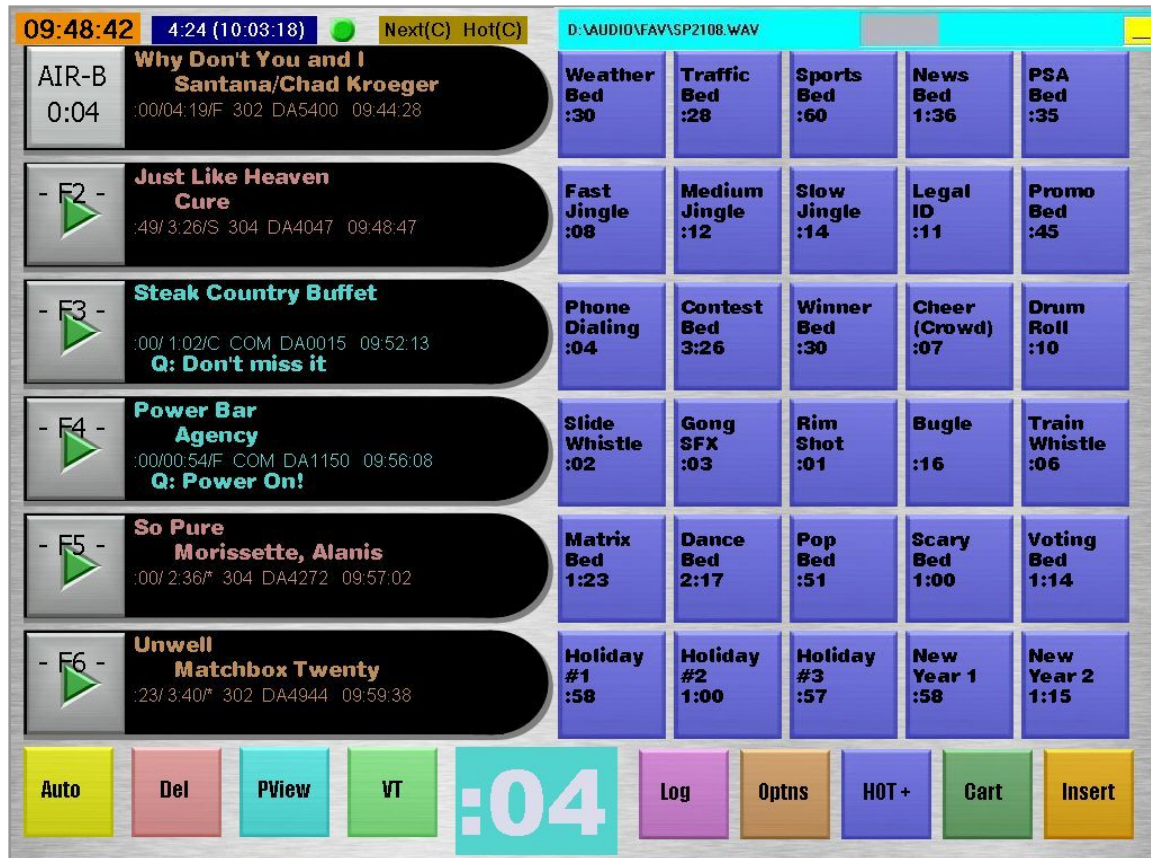 09:48:42 4:24 (10:03:18) Next(C) Hot(C) D:\AUDIO\FAV\SP2108.WAV
AIR-B
0:04
Why Don't You and I
Santana/Chad Kroeger
:00/04:19/F 302 DA5400 09:44:28
- F2 -
Just Like Heaven
Cure
:49/ 3:26/S 304 DA4047 09:48:47
- F3 -
Steak Country Buffet
:00/ 1:02/C COM DA0015 09:52:13
Q: Don't miss it
- F4 -
Power Bar
Agency
:00/00:54/F COM DA1150 09:56:08
Q: Power On!
- F5 -
So Pure
Morissette, Alanis
:00/ 2:36/* 304 DA4272 09:57:02
- F6 -
Unwell
Matchbox Twenty
:23/ 3:40/* 302 DA4944 09:59:38
Weather
Bed
:30
Traffic
Bed
:28
Sports
Bed
:60
News
Bed
1:36
PSA
Bed
:35
Fast
Jingle
:08
Medium
Jingle
:12
Slow
Jingle
:14
Legal
ID
:11
Promo
Bed
:45
Phone
Dialing
:04
Contest
Bed
3:26
Winner
Bed
:30
Cheer
(Crowd)
:07
Drum
Roll
:10
Slide
Whistle
:02
Gong
SFX
:03
Rim
Shot
:01
Bugle
:16
Train
Whistle
:06
Matrix
Bed
1:23
Dance
Bed
2:17
Pop
Bed
:51
Scary
Bed
1:00
Voting
Bed
1:14
Holiday
#1
:58
Holiday
#2
1:00
Holiday
#3
:57
New
Year 1
:58
New
Year 2
1:15
Auto Del PView VT :04 Log Optns HOT + Cart Insert